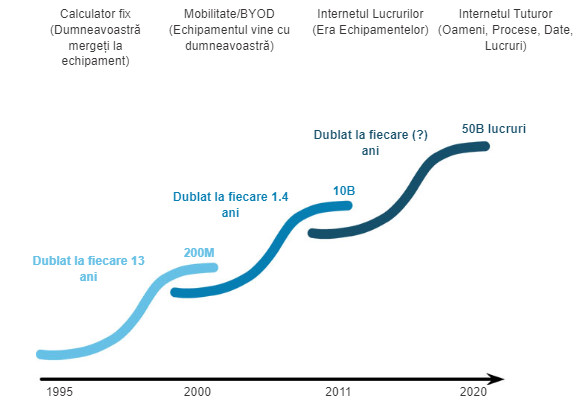 Calculator fix
(Dumneavoastră
mergeți la
echipament)
Mobilitate/BYOD
(Echipamentul vine cu
dumneavoastră)
Internetul Lucrurilor
(Era Echipamentelor)
Internetul Tuturor
(Oameni, Procese, Date,
Lucruri)
Dublat la fiecare 13
ani
200M
Dublat la fiecare 1.4
ani
10B
Dublat la fiecare (?)
ani
50B lucruri
1995
2000
2011
2020